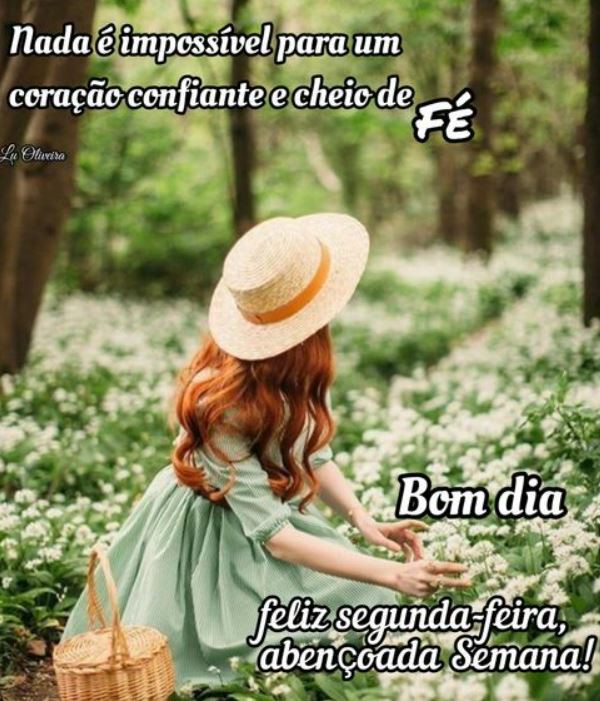 Nada é impossível para um
coração confiante e cheio de
FÉ
Lu Oliveira
Bom dia
feliz segunda-feira,
abençoada Semana!